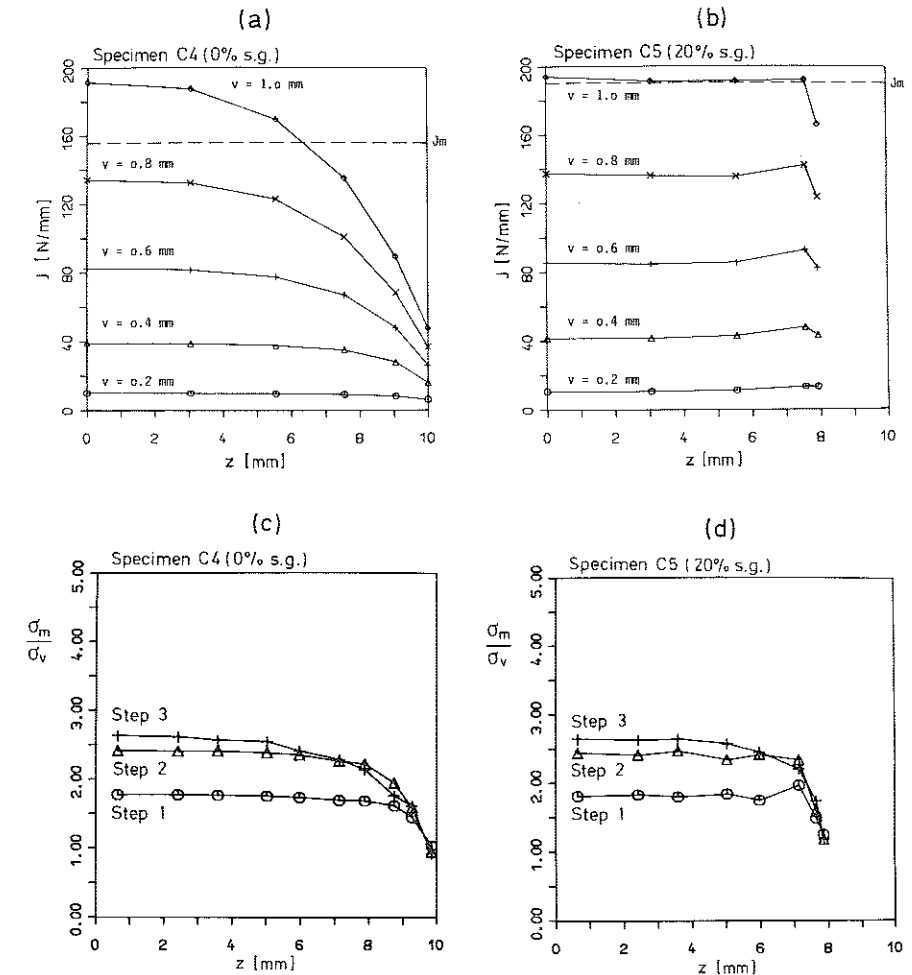 (a)
Specimen C4 (0% s.g.)
200
160
120
80
40
0
J [N/mm]
v = 1.0 mm
Jm
v = 0.8 mm
v = 0.6 mm
v = 0.4 mm
v = 0.2 mm
0 2 4 6 8 10
z [mm]
(b)
Specimen C5 (20% s.g.)
200
160
120
80
40
0
J [N/mm]
Jm
v = 1.0 mm
v = 0.8 mm
v = 0.6 mm
v = 0.4 mm
v = 0.2 mm
0 2 4 6 8 10
z [mm]
(c)
Specimen C4 (0% s.g.)
5.00
4.00
3.00
2.00
1.00
0.00
σm
σv
Step 3
Step 2
Step 1
0 2 4 6 8 10
z [mm]
(d)
Specimen C5 (20% s.g.)
5.00
4.00
3.00
2.00
1.00
0.00
σm
σv
Step 3
Step 2
Step 1
0 2 4 6 8 10
z [mm]